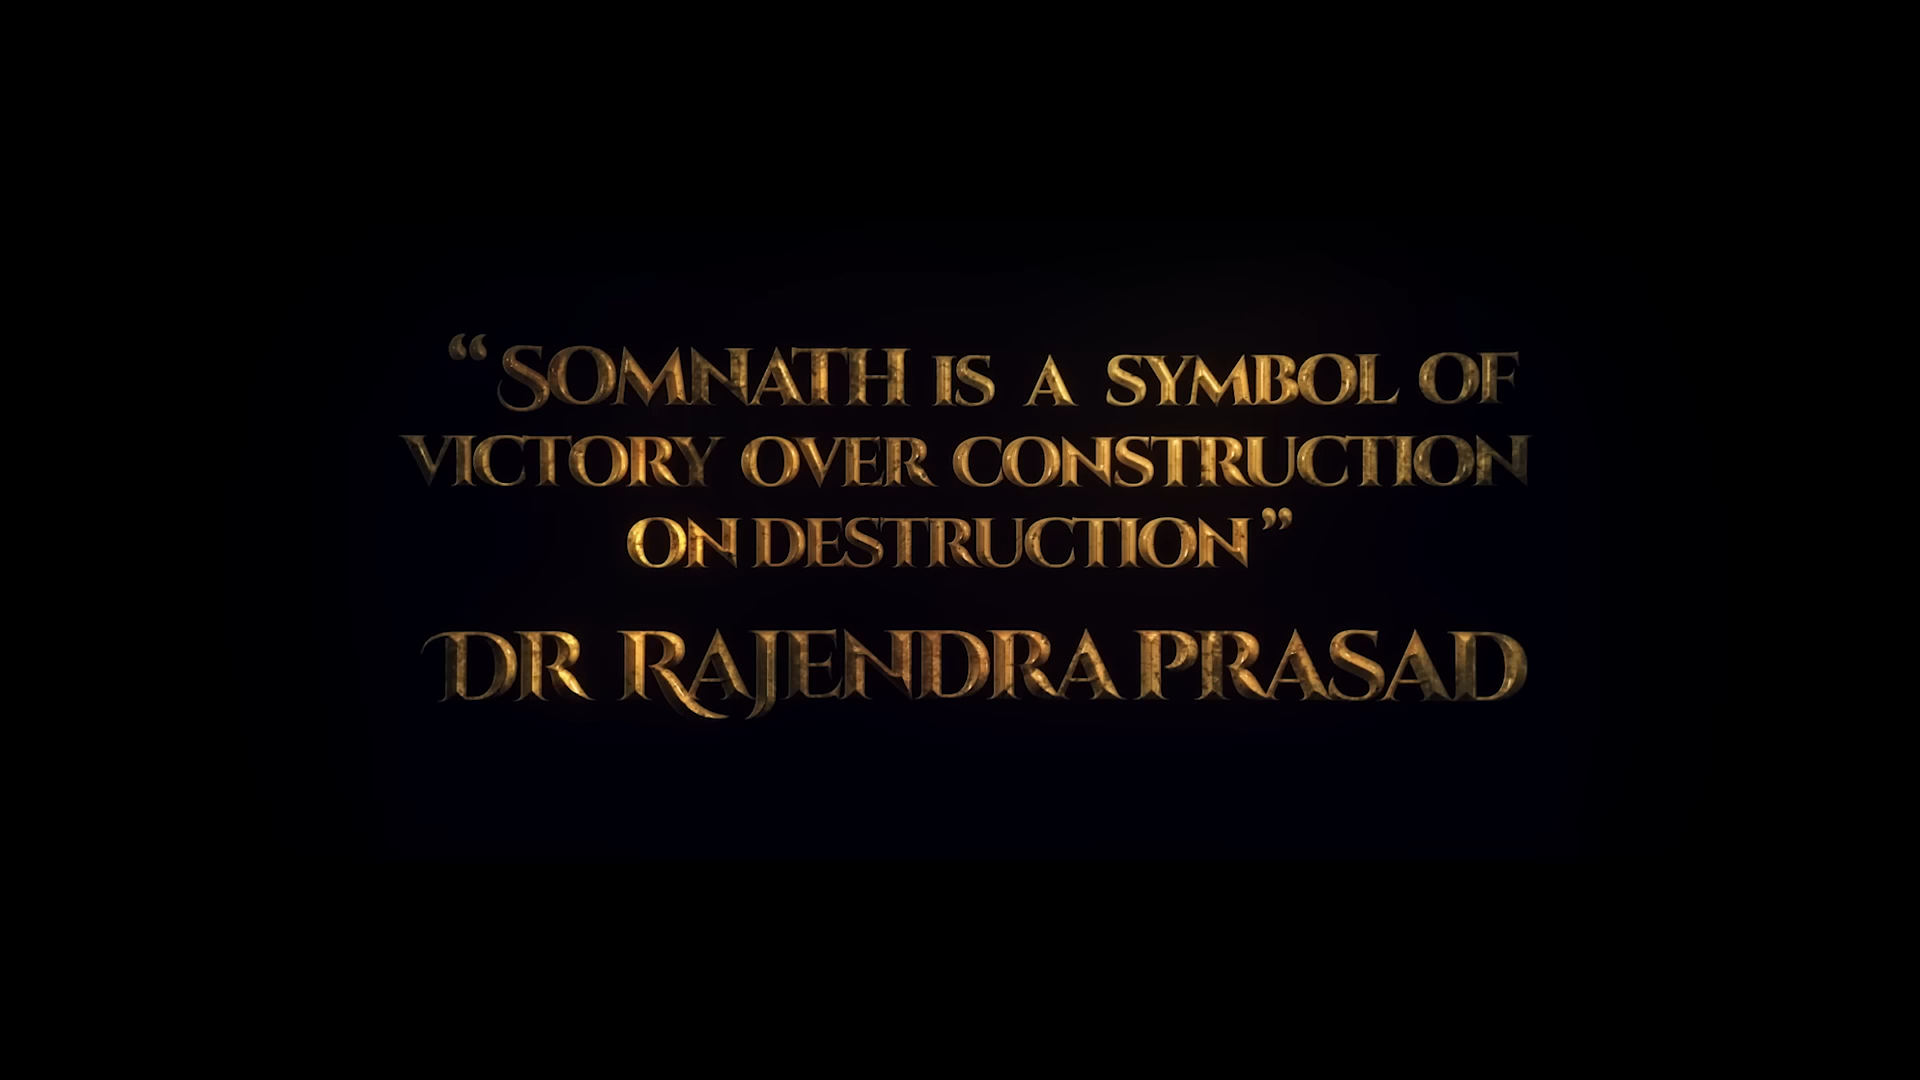 “SOMNATH IS A SYMBOL OF
VICTORY OVER CONSTRUCTION
ON DESTRUCTION”
DR RAJENDRA PRASAD